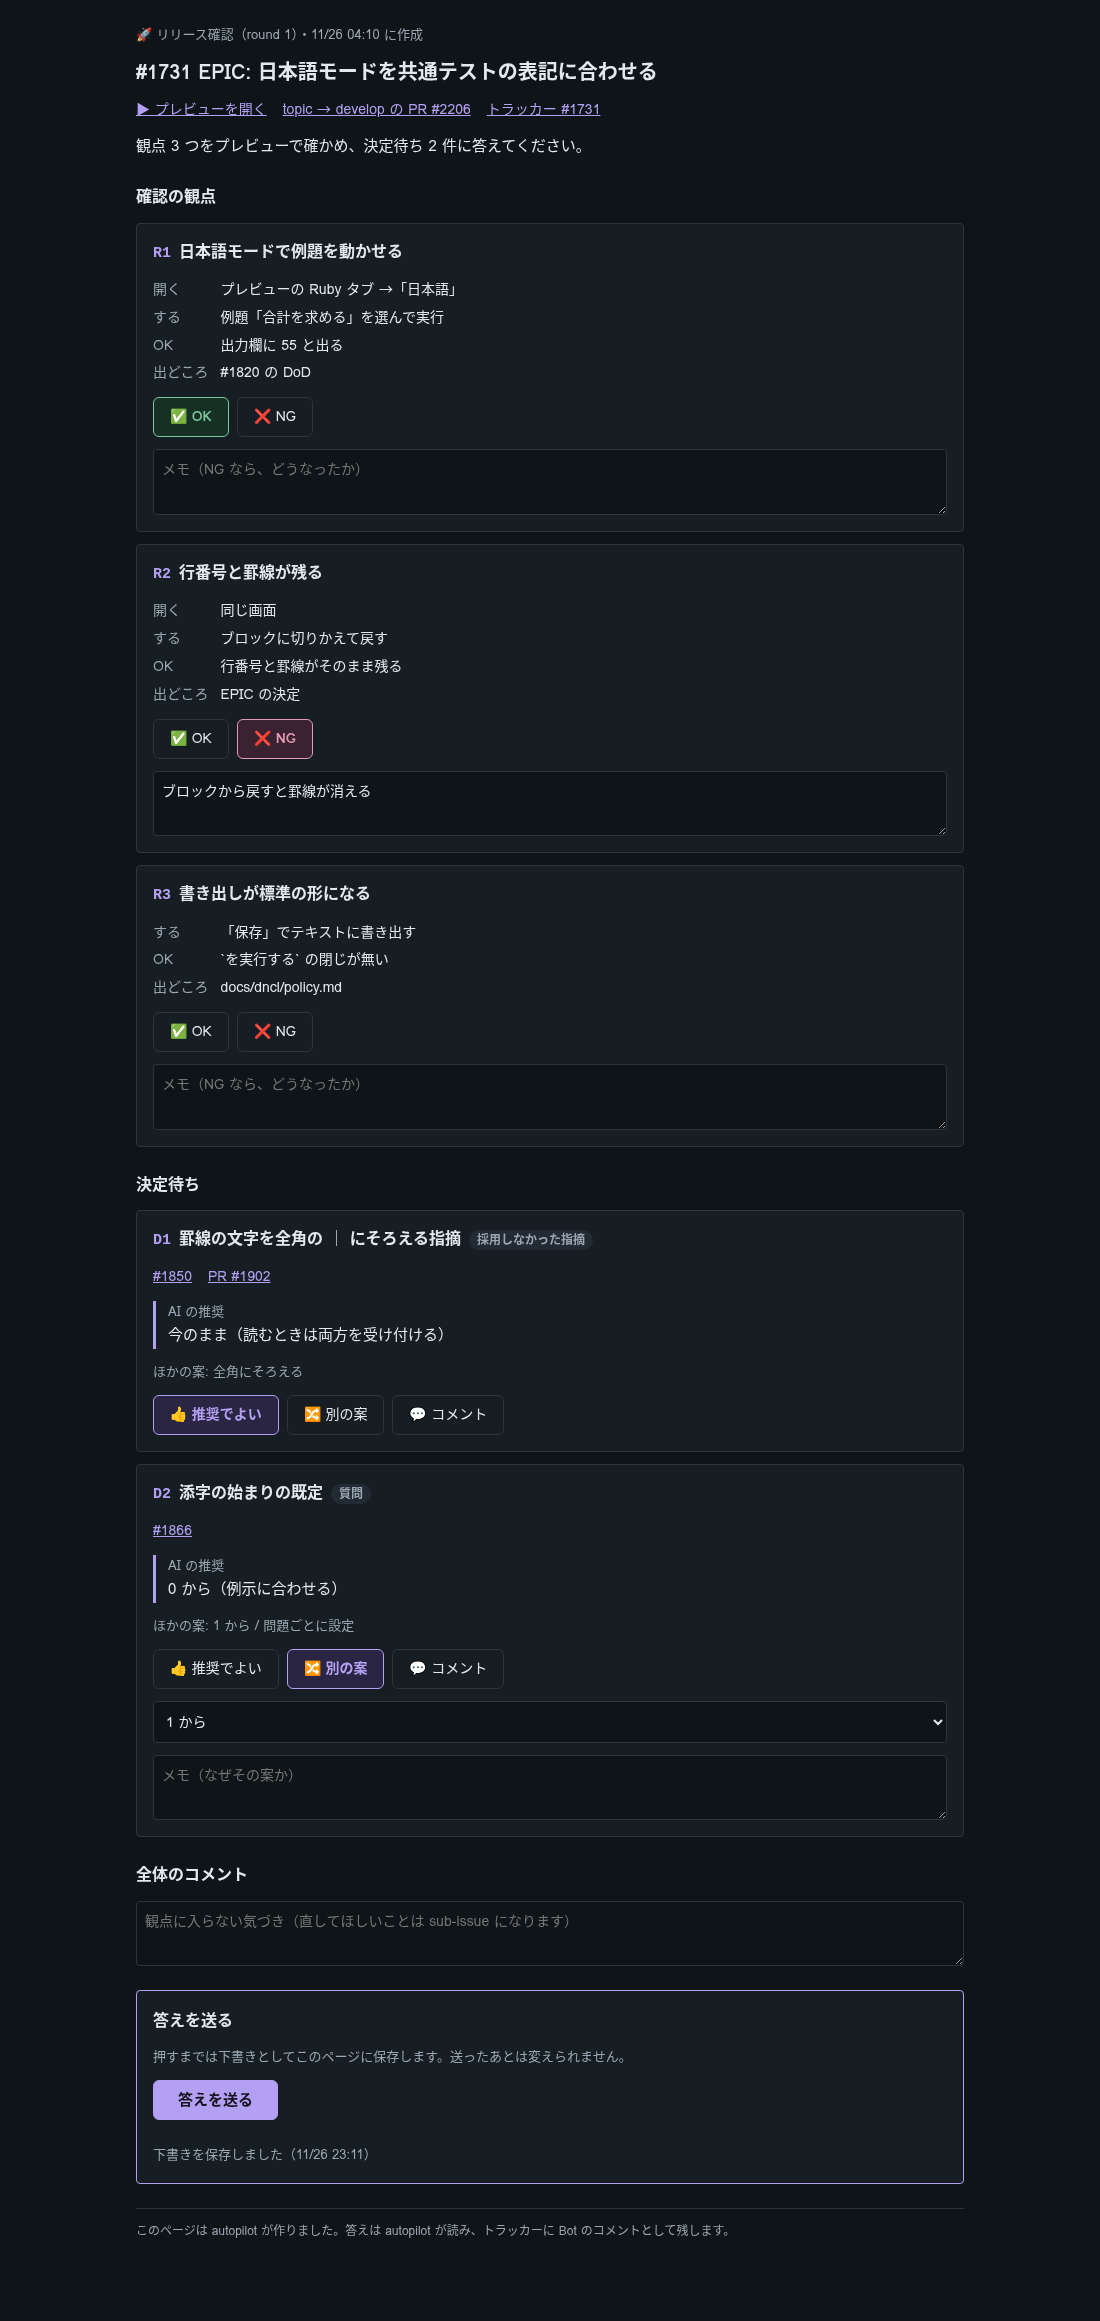 🚀 リリース確認（round 1）・11/26 04:10 に作成
#1731 EPIC: 日本語モードを共通テストの表記に合わせる
▶ プレビューを開く topic → develop の PR #2206 トラッカー #1731
観点 3 つをプレビューで確かめ、決定待ち 2 件に答えてください。
確認の観点
R1 日本語モードで例題を動かせる
開く プレビューの Ruby タブ →「日本語」
する 例題「合計を求める」を選んで実行
OK 出力欄に 55 と出る
出どころ #1820 の DoD
✅ OK ❌ NG
メモ（NG なら、どうなったか）
R2 行番号と罫線が残る
開く 同じ画面
する ブロックに切りかえて戻す
OK 行番号と罫線がそのまま残る
出どころ EPIC の決定
✅ OK ❌ NG
ブロックから戻すと罫線が消える
R3 書き出しが標準の形になる
する 「保存」でテキストに書き出す
OK `を実行する` の閉じが無い
出どころ docs/dncl/policy.md
✅ OK ❌ NG
メモ（NG なら、どうなったか）
決定待ち
D1 罫線の文字を全角の ｜ にそろえる指摘 採用しなかった指摘
#1850 PR #1902
AI の推奨
今のまま（読むときは両方を受け付ける）
ほかの案: 全角にそろえる
👍 推奨でよい 🔀 別の案 💬 コメント
D2 添字の始まりの既定 質問
#1866
AI の推奨
0 から（例示に合わせる）
ほかの案: 1 から / 問題ごとに設定
👍 推奨でよい 🔀 別の案 💬 コメント
1 から
メモ（なぜその案か）
全体のコメント
観点に入らない気づき（直してほしいことは sub-issue になります）
答えを送る
押すまでは下書きとしてこのページに保存します。送ったあとは変えられません。
答えを送る
下書きを保存しました（11/26 23:11）
このページは autopilot が作りました。答えは autopilot が読み、トラッカーに Bot のコメントとして残します。